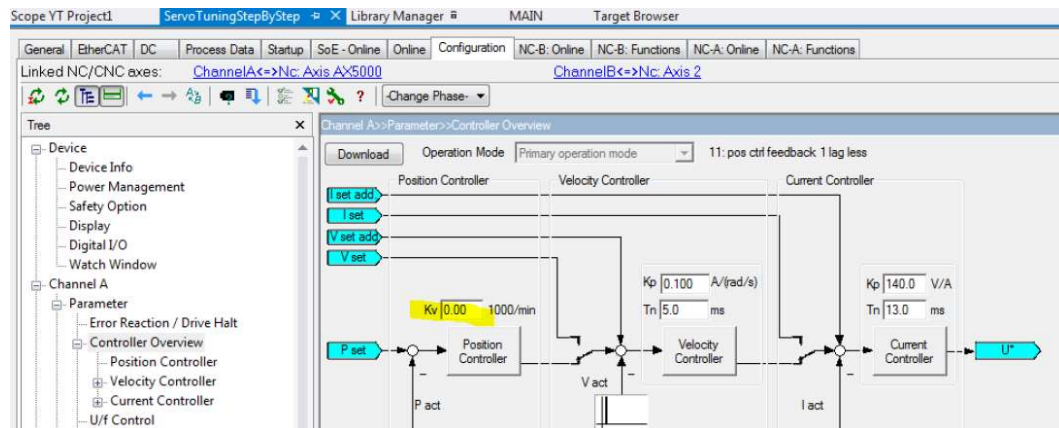 Scope YT Project1 ServoTuningStepByStep Library Manager MAIN Target Browser
General EtherCAT DC Process Data Startup SoE - Online Online Configuration NC-B: Online NC-B: Functions NC-A: Online NC-A: Functions
Linked NC/CNC axes: ChannelA<=>Nc: Axis AX5000 ChannelB<=>Nc: Axis 2
TE ? -Change Phase-
Tree x Channel A>>Parameter>>Controller Overview
Device
Device Info
Power Management
Safety Option
Display
Digital I/O
Watch Window
Channel A
Parameter
Error Reaction / Drive Halt
Controller Overview
Position Controller
Velocity Controller
Current Controller
U/f Control
Download Operation Mode Primary operation mode 11: pos ctrl feedback 1 lag less
Position Controller Velocity Controller Current Controller
I set add
I set
V set add
V set
Kp 0.100 A/(rad/s) Kp 140.0 V/A
Kv 0.00 1000/min Tn 5.0 ms Tn 13.0 ms
P set Position Controller Velocity Controller Current Controller U*
V act
P act I act